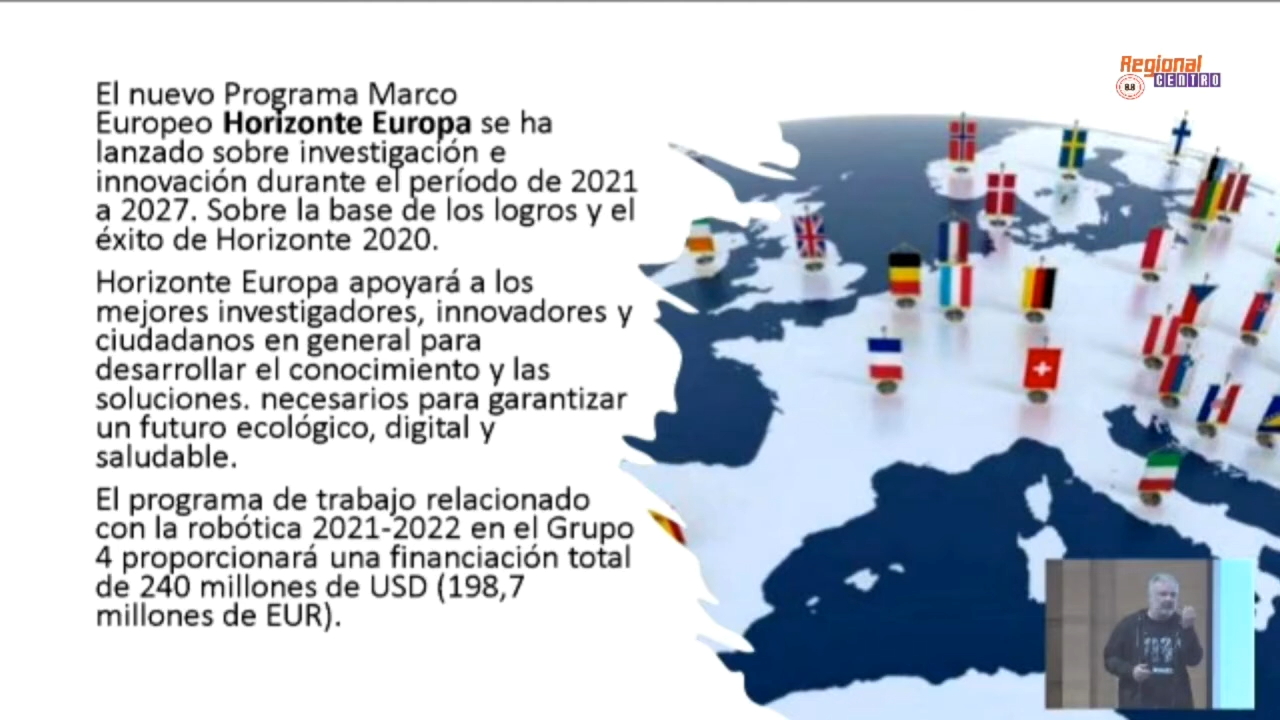 Regional
CENTRO
8.8
El nuevo Programa Marco
Europeo Horizonte Europa se ha
lanzado sobre investigación e
innovación durante el período de 2021
a 2027. Sobre la base de los logros y el
éxito de Horizonte 2020.
Horizonte Europa apoyará a los
mejores investigadores, innovadores y
ciudadanos en general para
desarrollar el conocimiento y las
soluciones. necesarios para garantizar
un futuro ecológico, digital y
saludable.
El programa de trabajo relacionado
con la robótica 2021-2022 en el Grupo
4 proporcionará una financiación total
de 240 millones de USD (198,7
millones de EUR).